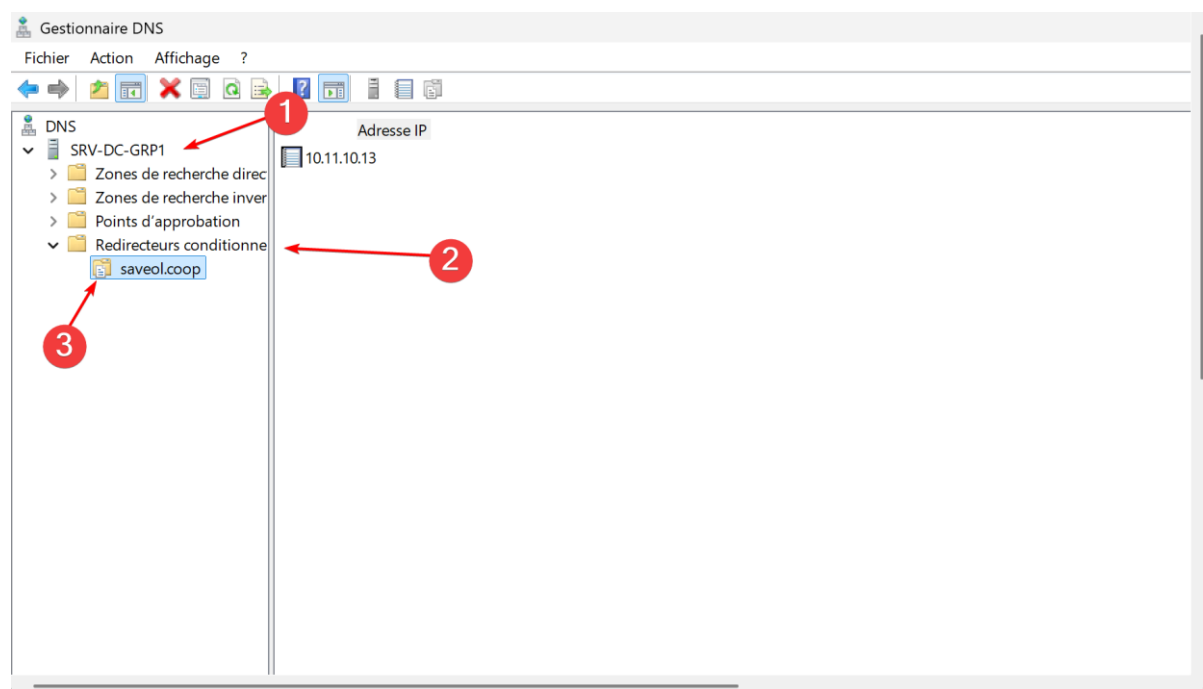 Gestionnaire DNS
Fichier Action Affichage ?
1
DNS
Adresse IP
SRV-DC-GRP1
10.11.10.13
Zones de recherche direc
Zones de recherche inver
Points d'approbation
Redirecteurs conditionne
2
saveol.coop
3